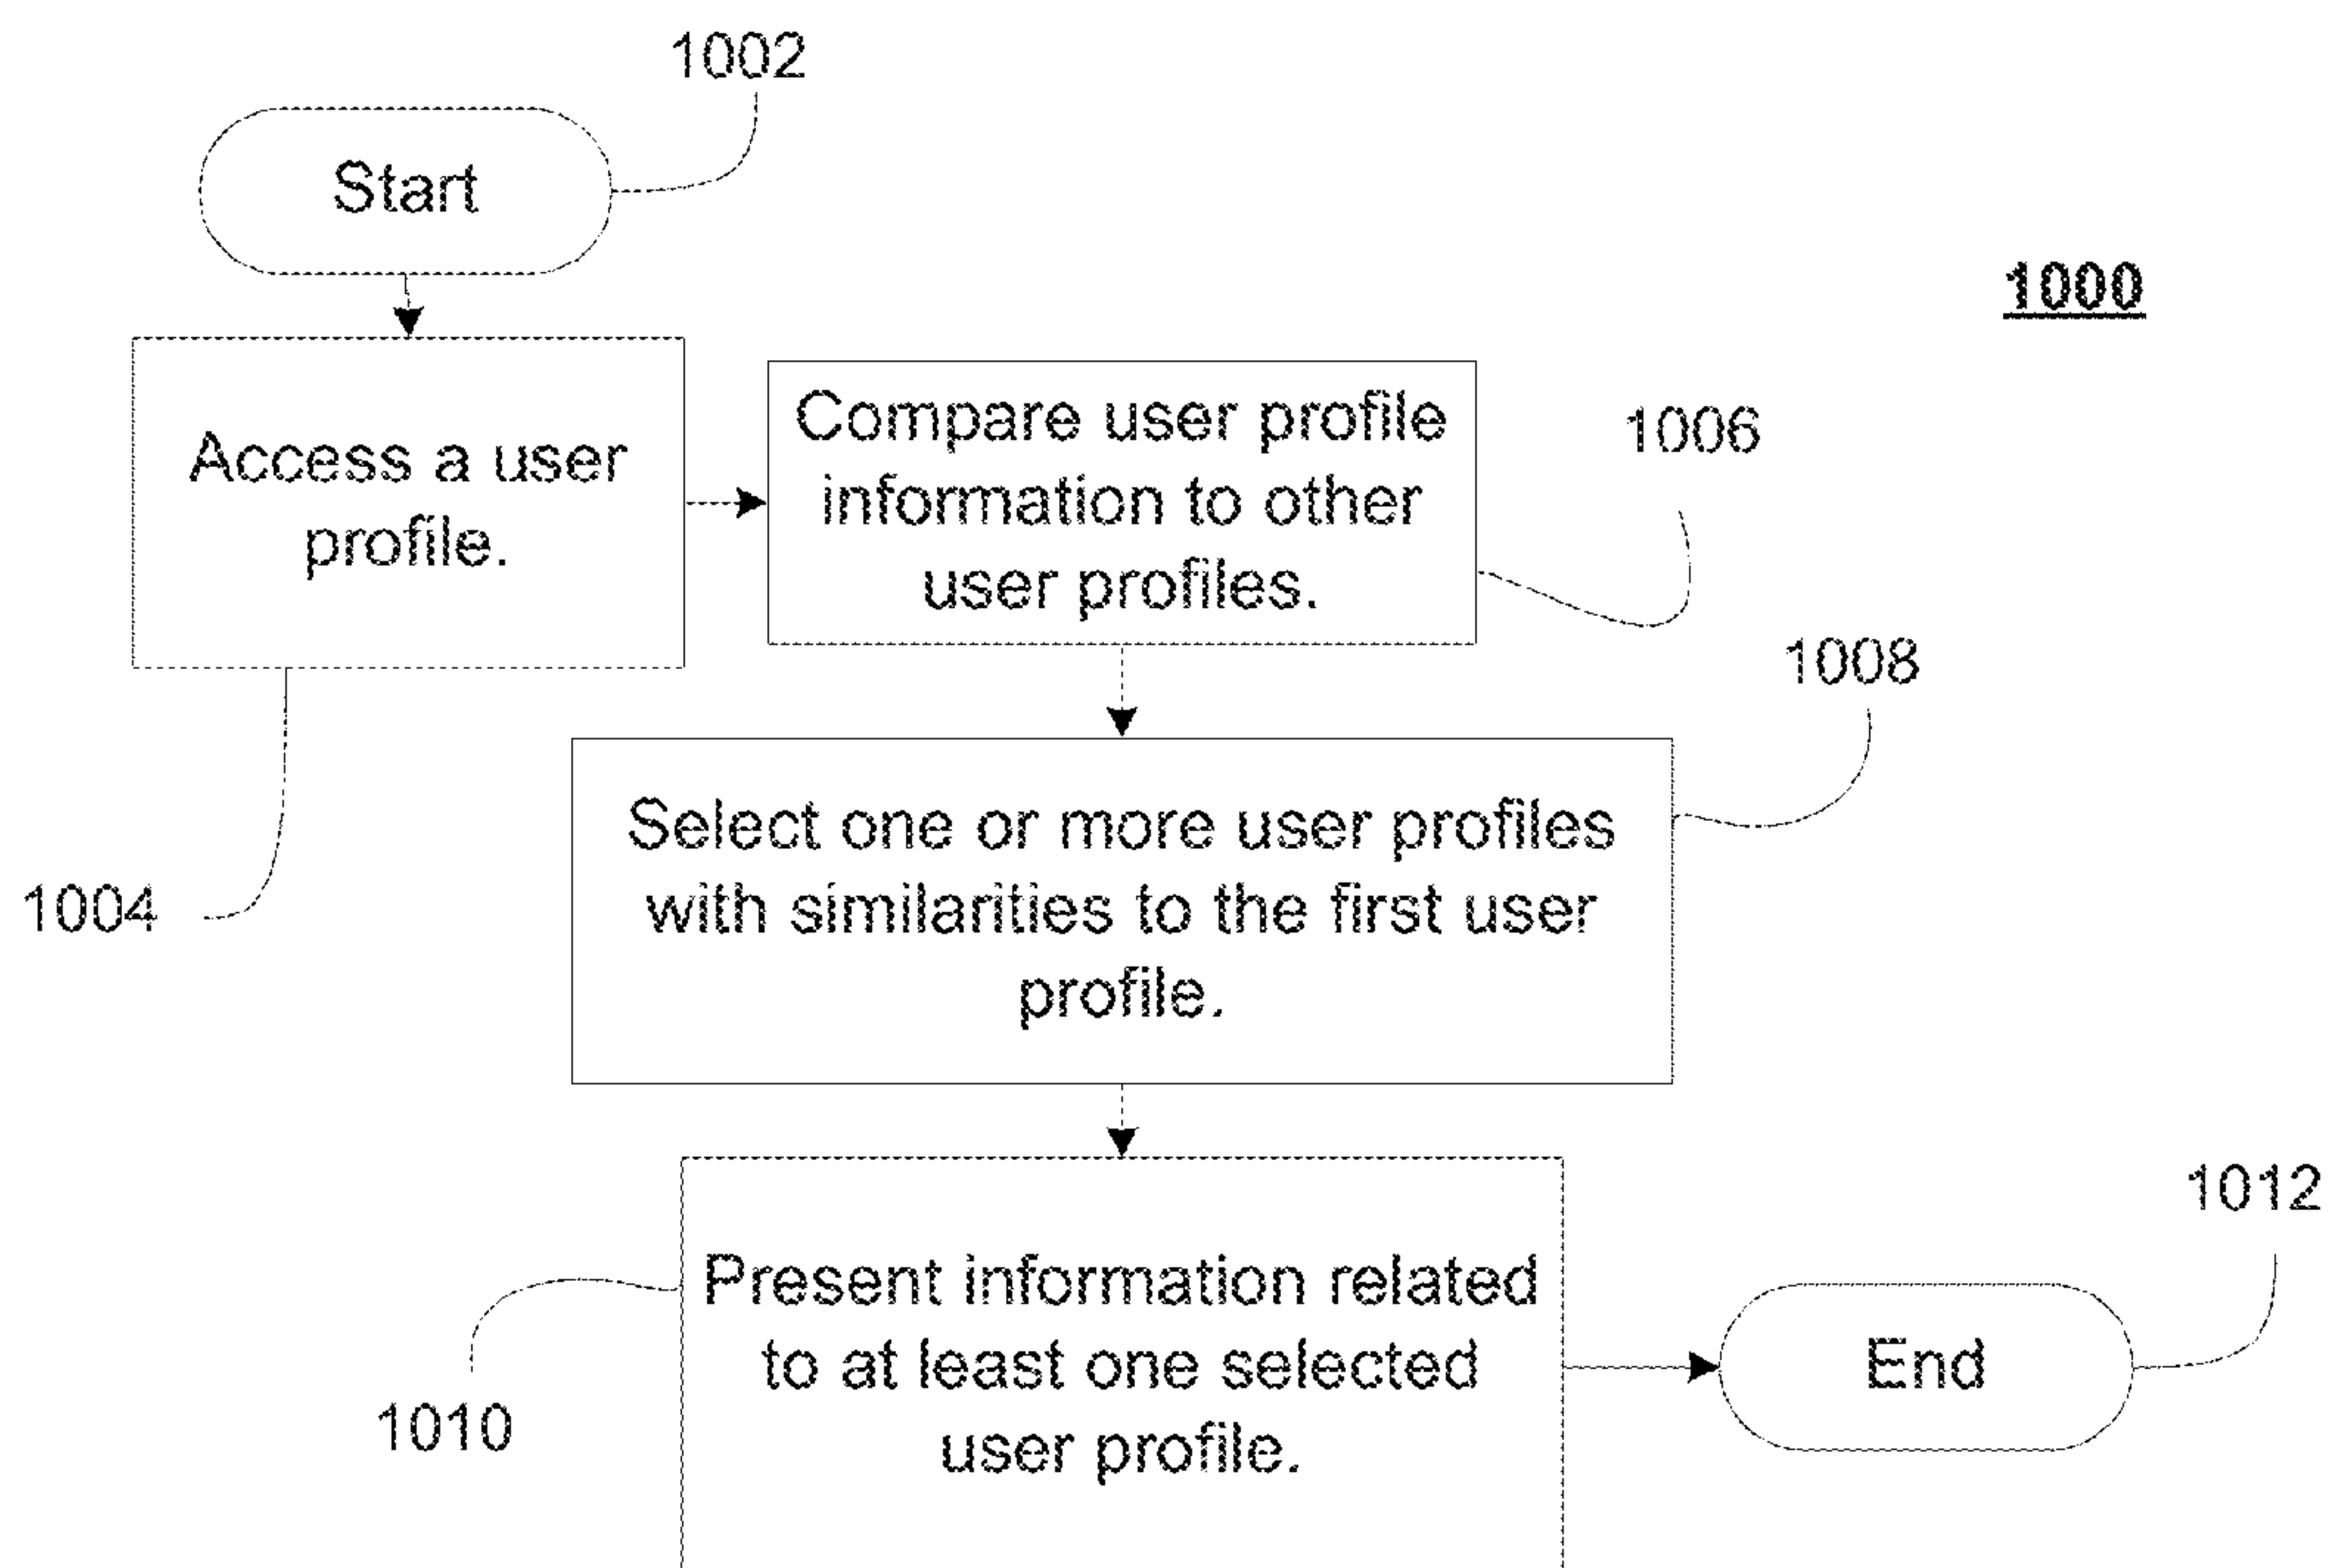 1002
Start
1000
Access a user
profile.
Compare user profile
information to other
user profiles.
1006
1008
1004
Select one or more user profiles
with similarities to the first user
profile.
1010
Present information related
to at least one selected
user profile.
1012
End